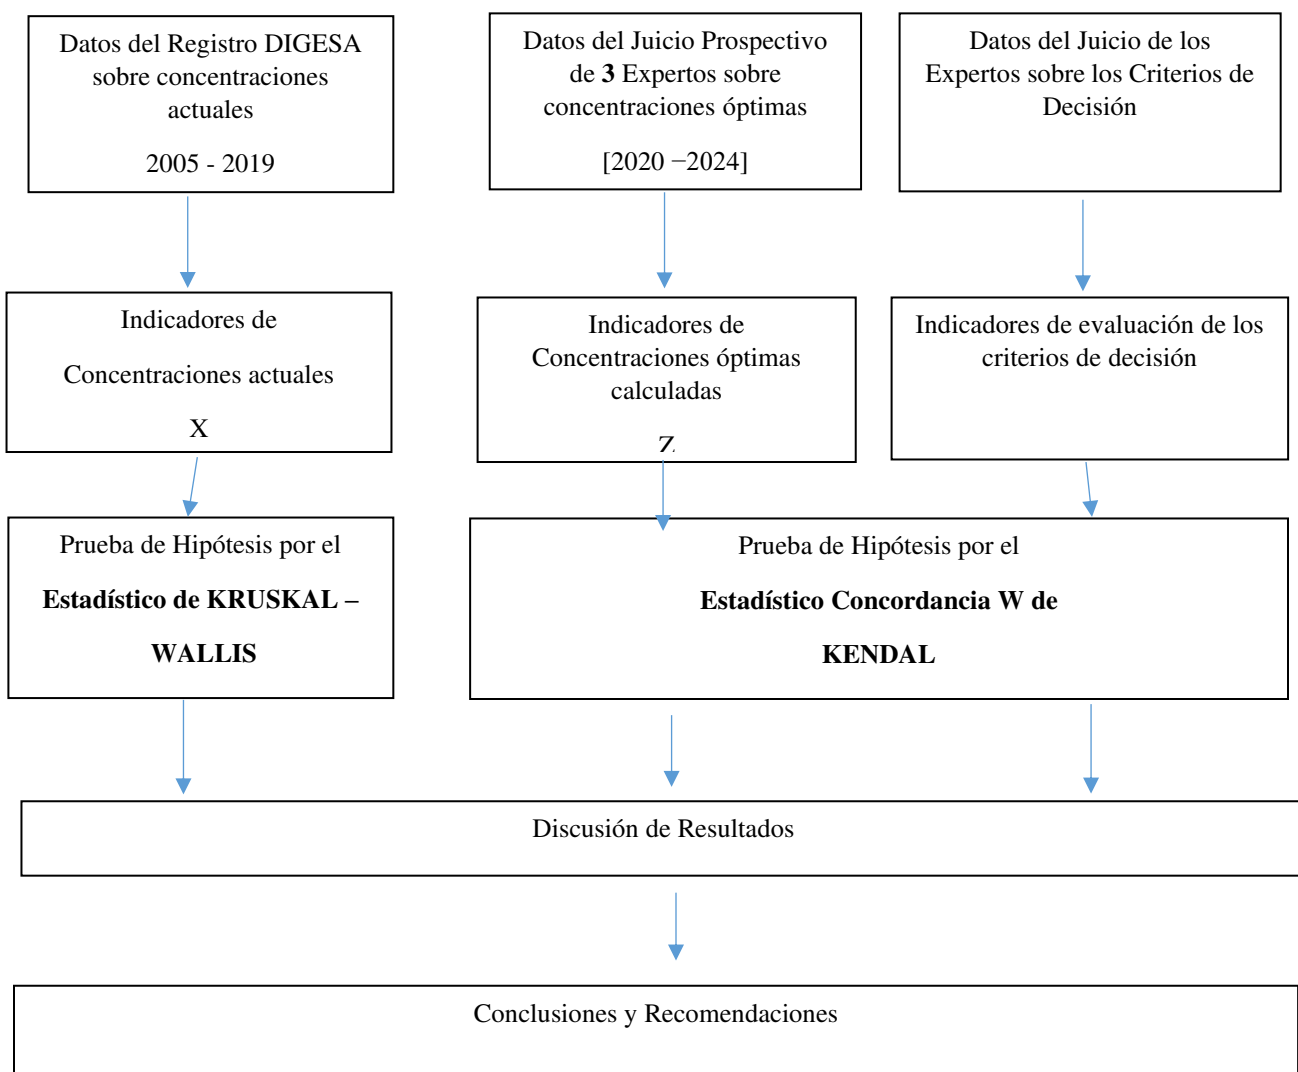 Datos del Registro DIGESA
sobre concentraciones
actuales
2005 - 2019
Datos del Juicio Prospectivo
de 3 Expertos sobre
concentraciones óptimas
[2020 −2024]
Datos del Juicio de los
Expertos sobre los Criterios de
Decisión
Indicadores de
Concentraciones actuales
X
Indicadores de
Concentraciones óptimas
calculadas
Z
Indicadores de evaluación de los
criterios de decisión
Prueba de Hipótesis por el
Estadístico de KRUSKAL –
WALLIS
Prueba de Hipótesis por el
Estadístico Concordancia W de
KENDAL
Discusión de Resultados
Conclusiones y Recomendaciones